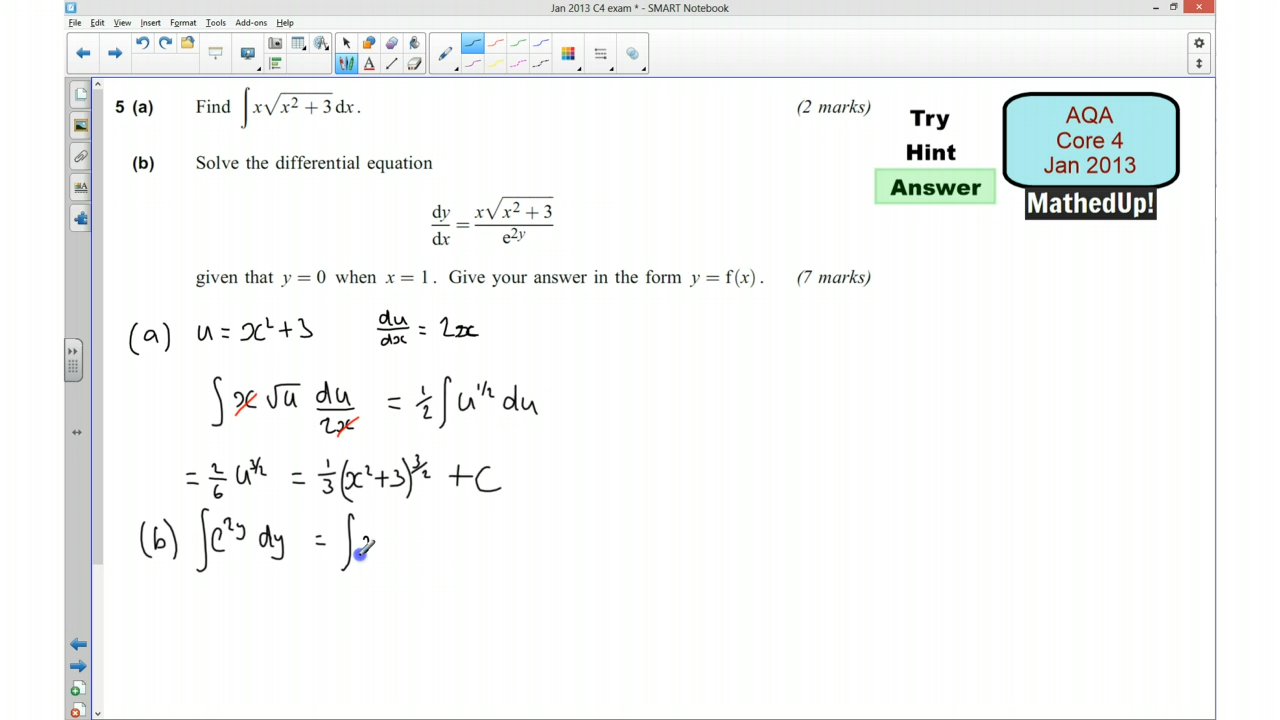 Jan 2013 C4 exam * - SMART Notebook
File Edit View Insert Format Tools Add-ons Help
5 (a) Find ∫ x√(x² + 3) dx. (2 marks)
(b) Solve the differential equation
dy/dx = x√(x² + 3) / e^(2y)
given that y = 0 when x = 1. Give your answer in the form y = f(x). (7 marks)
Try
Hint
Answer
AQA
Core 4
Jan 2013
MathedUp!
(a) u = x² + 3 du/dx = 2x
∫ x √u du/2x = 1/2 ∫ u^(1/2) du
= 2/6 u^(3/2) = 1/3 (x² + 3)^(3/2) + C
(b) ∫ e^(2y) dy = ∫